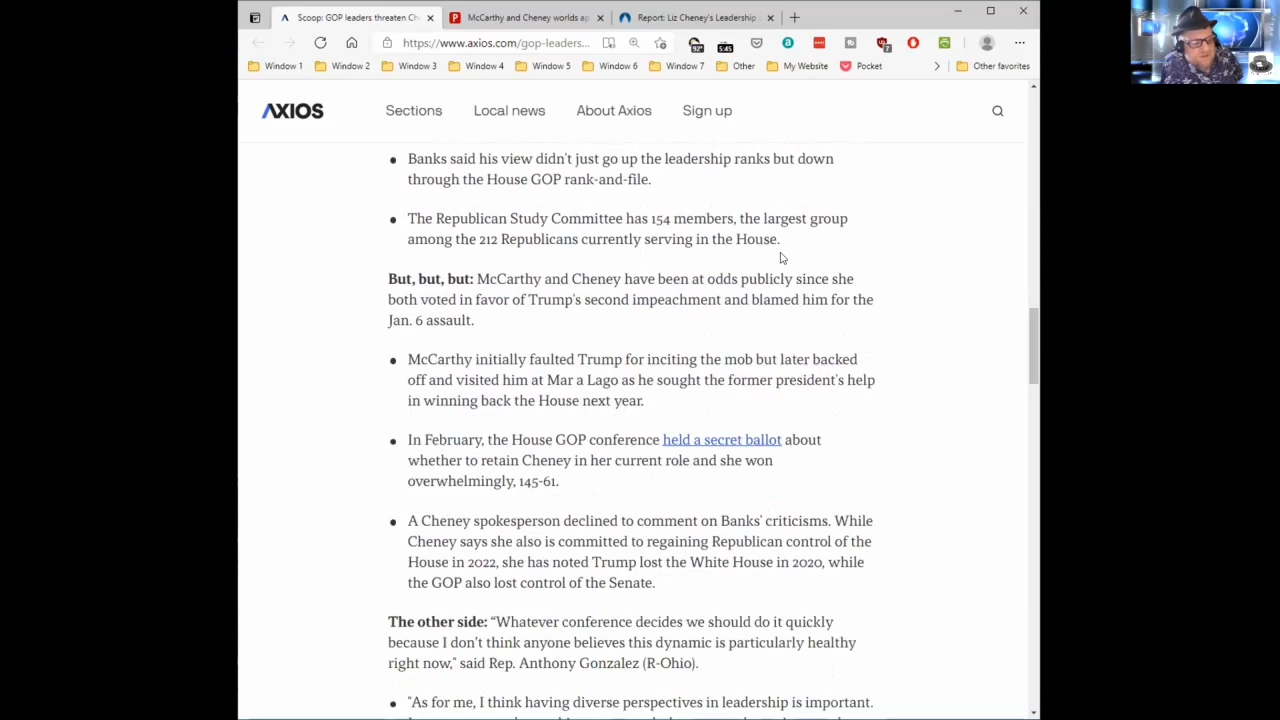 Scoop: GOP leaders threaten Che
McCarthy and Cheney worlds ap
Report: Liz Cheney's Leadership
https://www.axios.com/gop-leaders...
92°
5:45
7
Window 1
Window 2
Window 3
Window 4
Window 5
Window 6
Window 7
Other
My Website
Pocket
Other favorites
AXIOS
Sections
Local news
About Axios
Sign up
Banks said his view didn't just go up the leadership ranks but down
through the House GOP rank-and-file.
The Republican Study Committee has 154 members, the largest group
among the 212 Republicans currently serving in the House.
But, but, but: McCarthy and Cheney have been at odds publicly since she
both voted in favor of Trump's second impeachment and blamed him for the
Jan. 6 assault.
McCarthy initially faulted Trump for inciting the mob but later backed
off and visited him at Mar a Lago as he sought the former president's help
in winning back the House next year.
In February, the House GOP conference held a secret ballot about
whether to retain Cheney in her current role and she won
overwhelmingly, 145-61.
A Cheney spokesperson declined to comment on Banks' criticisms. While
Cheney says she also is committed to regaining Republican control of the
House in 2022, she has noted Trump lost the White House in 2020, while
the GOP also lost control of the Senate.
The other side: “Whatever conference decides we should do it quickly
because I don't think anyone believes this dynamic is particularly healthy
right now," said Rep. Anthony Gonzalez (R-Ohio).
"As for me, I think having diverse perspectives in leadership is important.